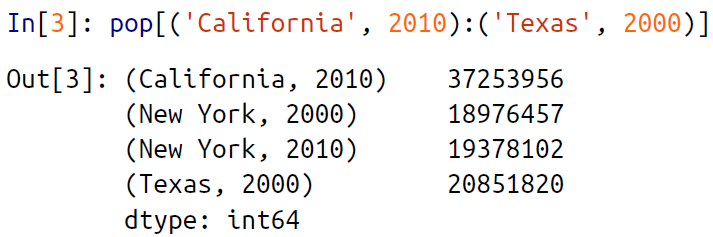 In[3]: pop[('California', 2010):('Texas', 2000)]
Out[3]: (California, 2010)    37253956
(New York, 2000)      18976457
(New York, 2010)      19378102
(Texas, 2000)         20851820
dtype: int64